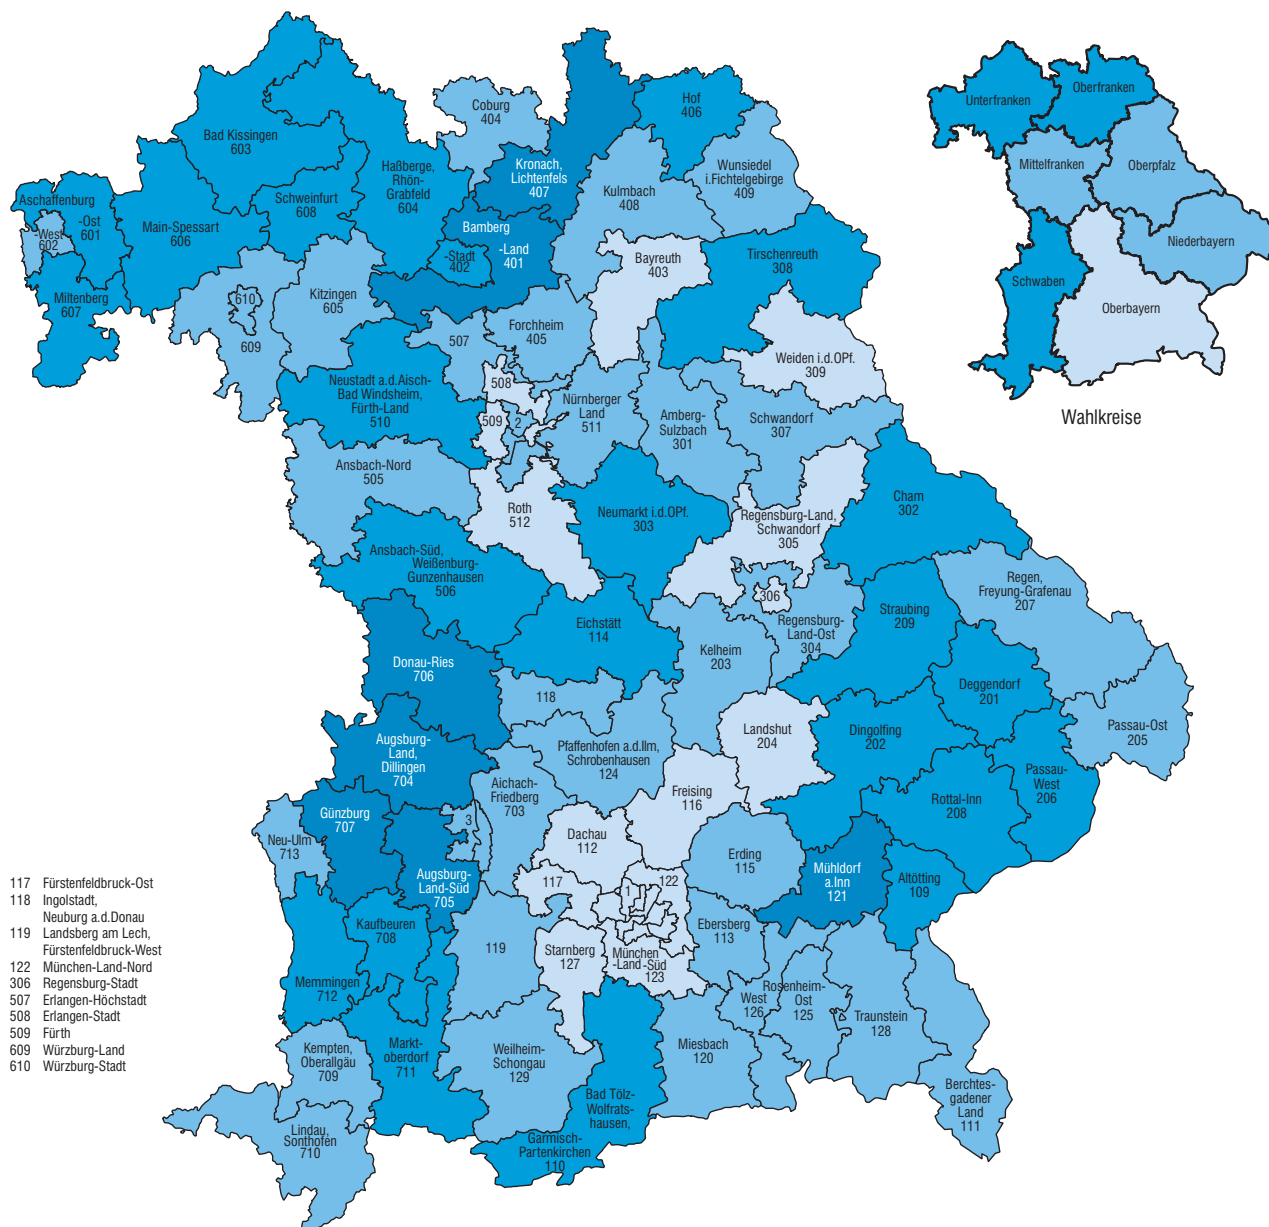 Coburg
404
Hof
406
Bad Kissingen
603
Kronach,
Lichtenfels
407
Wunsiedel
i.Fichtelgebirge
409
Haßberge,
Rhön-
Grabfeld
604
Kulmbach
408
Aschaffenburg
-Ost
601
-West
602
Schweinfurt
608
Main-Spessart
606
Bamberg
-Land
401
-Stadt
402
Bayreuth
403
Tirschenreuth
308
Miltenberg
607
610
Kitzingen
605
609
507
Forchheim
405
Weiden i.d.OPf.
309
508
Neustadt a.d.Aisch-
Bad Windsheim,
Fürth-Land
510
509
2
Nürnberger
Land
511
Amberg-
Sulzbach
301
Schwandorf
307
Ansbach-Nord
505
Roth
512
Neumarkt i.d.OPf.
303
Regensburg-Land,
Schwandorf
305
Cham
302
Ansbach-Süd,
Weißenburg-
Gunzenhausen
506
306
Regen,
Freyung-Grafenau
207
Eichstätt
114
Regensburg-
Land-Ost
304
Straubing
209
Kelheim
203
Donau-Ries
706
118
Deggendorf
201
Landshut
204
Dingolfing
202
Passau-Ost
205
Augsburg-
Land,
Dillingen
704
Pfaffenhofen a.d.Ilm,
Schrobenhausen
124
Aichach-
Friedberg
703
Freising
116
Passau-
West
206
Rottal-Inn
208
Günzburg
707
3
Neu-Ulm
713
Dachau
112
Erding
115
Mühldorf
a.Inn
121
Altötting
109
Augsburg-
Land-Süd
705
117
122
1
Kaufbeuren
708
119
Starnberg
127
München
-Land
-Süd
123
Ebersberg
113
Memmingen
712
Rosenheim-
West
126
Ost
125
Traunstein
128
Markt-
oberdorf
711
Kempten,
Oberallgäu
709
Weilheim-
Schongau
129
Miesbach
120
Bad Tölz-
Wolfrats-
hausen,
Garmisch-
Partenkirchen
110
Berchtes-
gadener
Land
111
Lindau,
Sonthofen
710
Unterfranken
Oberfranken
Mittelfranken
Oberpfalz
Niederbayern
Schwaben
Oberbayern
Wahlkreise
117 Fürstenfeldbruck-Ost
118 Ingolstadt,
Neuburg a.d.Donau
119 Landsberg am Lech,
Fürstenfeldbruck-West
122 München-Land-Nord
306 Regensburg-Stadt
507 Erlangen-Höchstadt
508 Erlangen-Stadt
509 Fürth
609 Würzburg-Land
610 Würzburg-Stadt